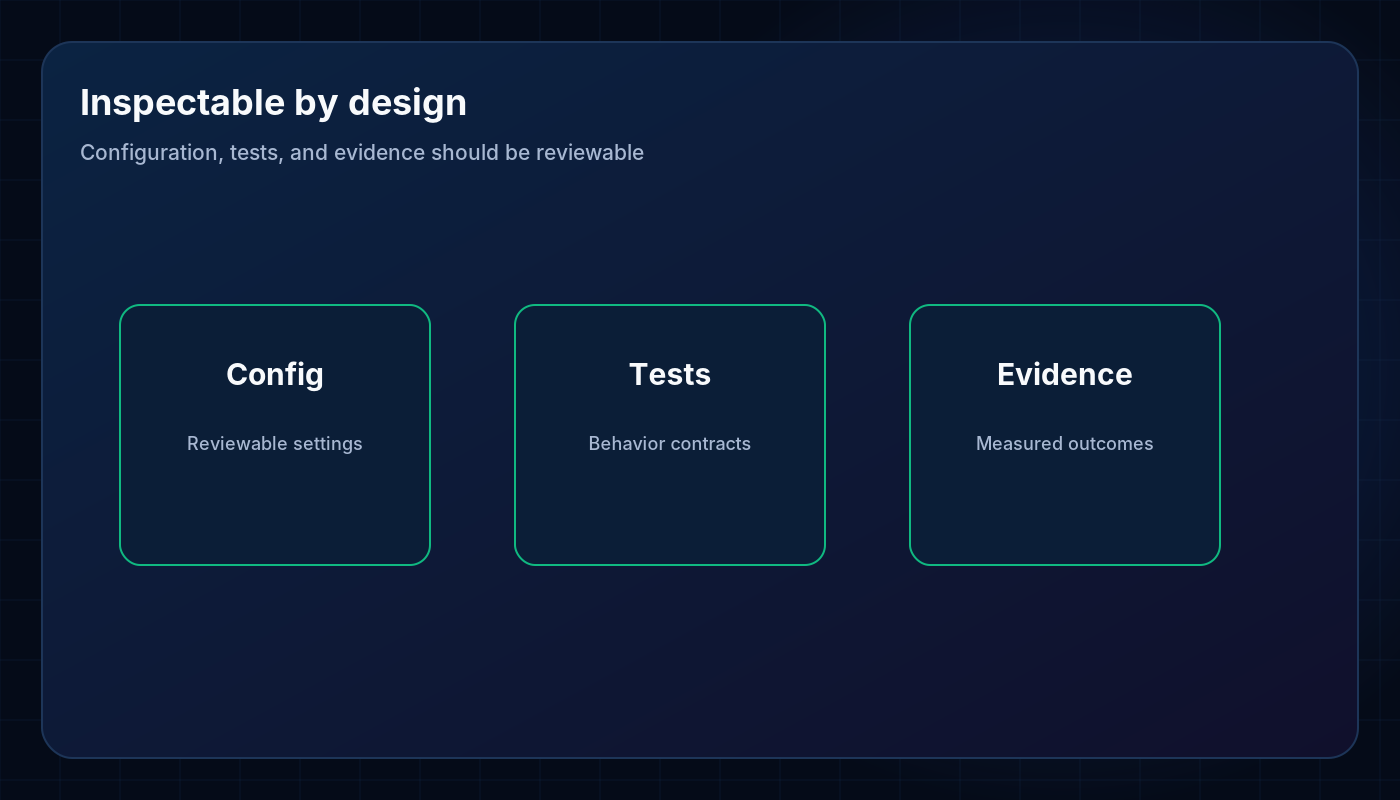 Inspectable by design
Configuration, tests, and evidence should be reviewable
Config
Reviewable settings
Tests
Behavior contracts
Evidence
Measured outcomes